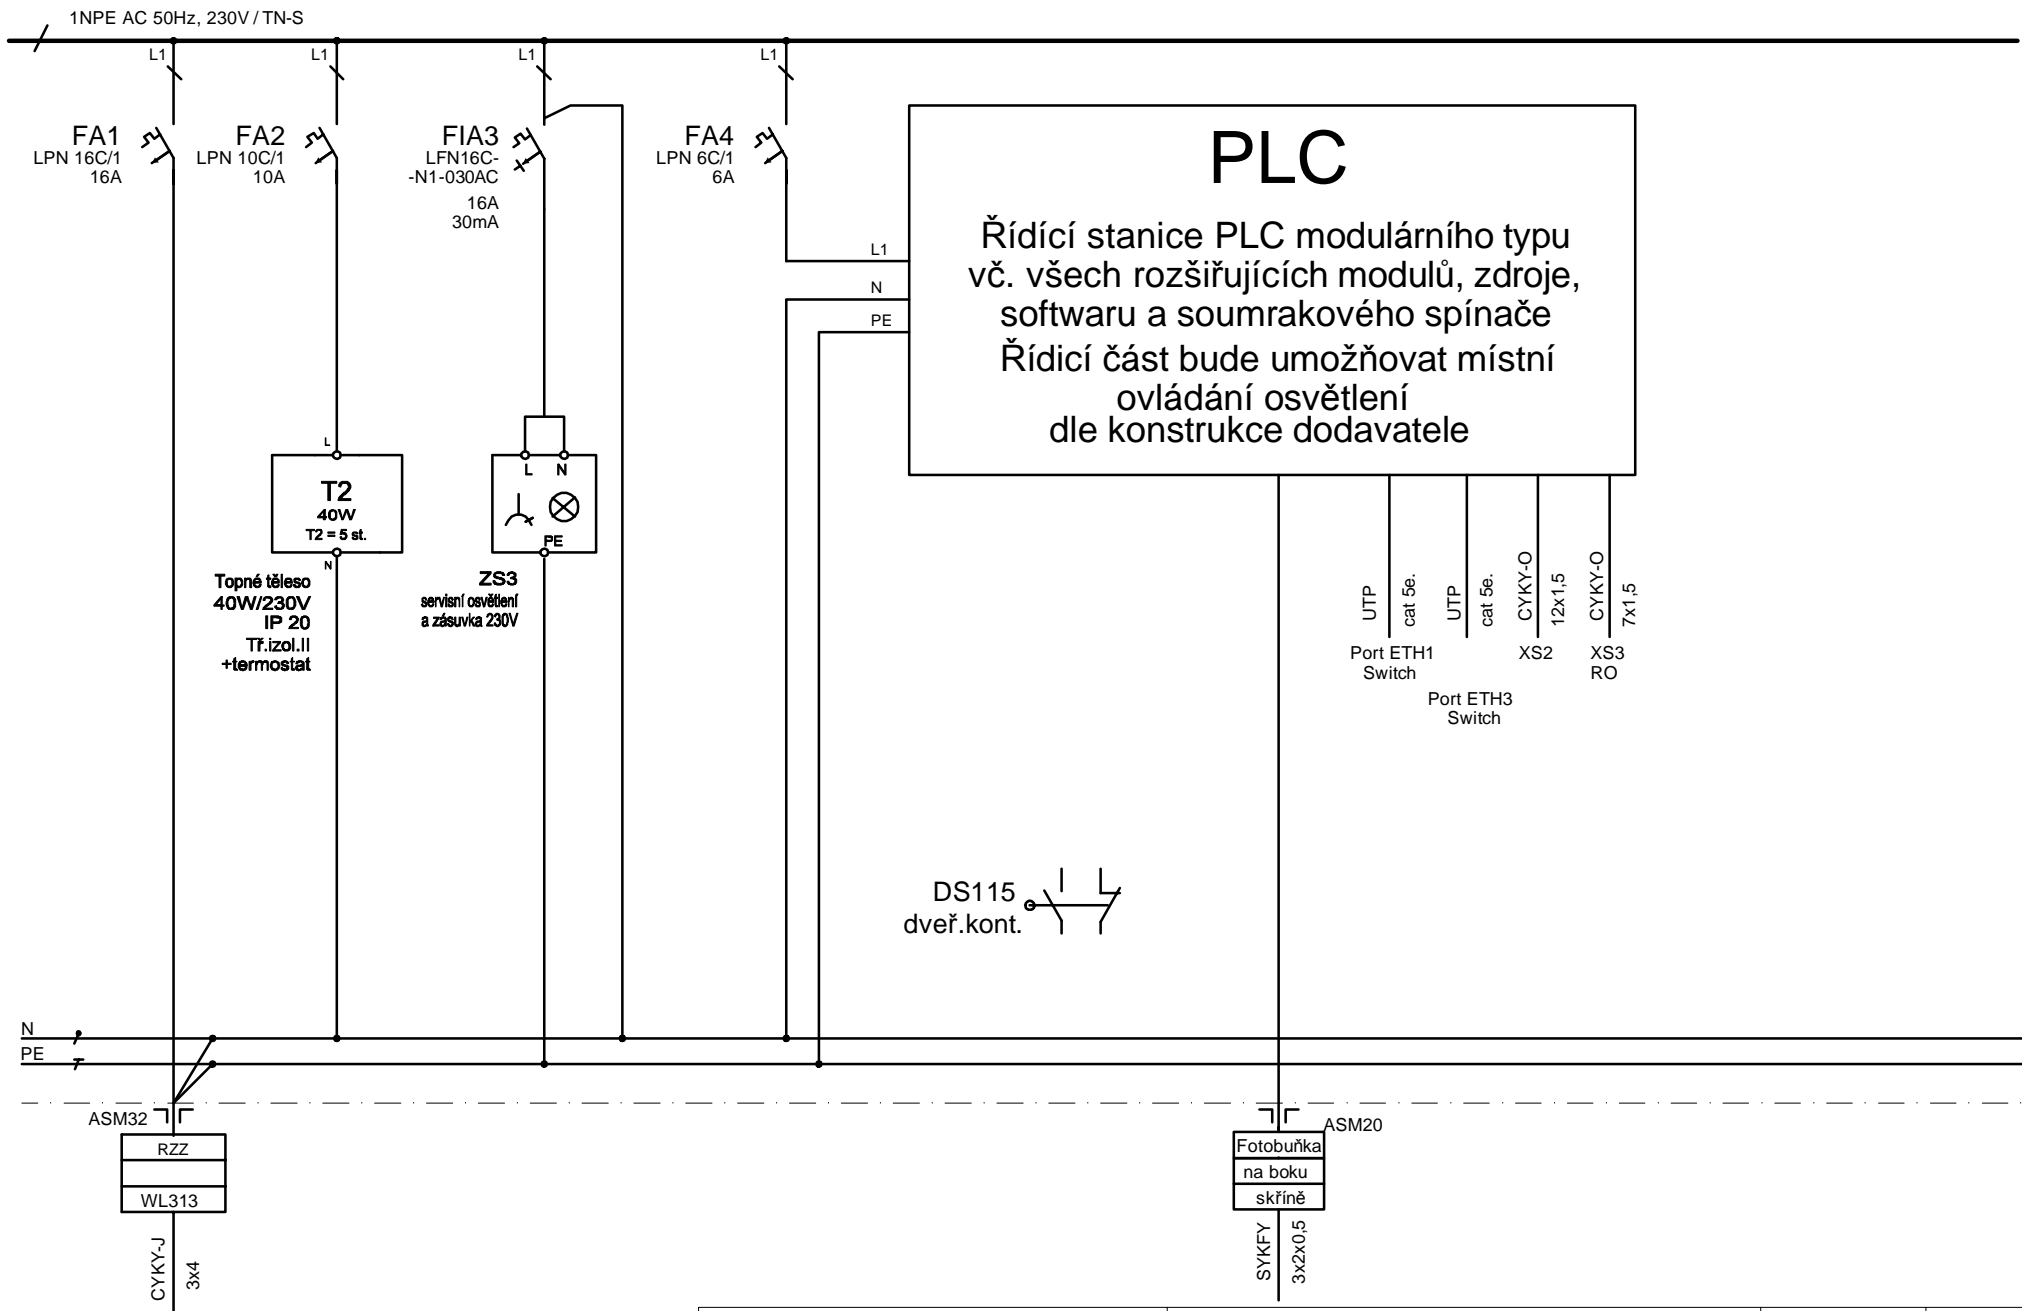 1NPE AC 50Hz, 230V / TN-S
L1
L1
L1
L1
FA1
LPN 16C/1
16A
FA2
LPN 10C/1
10A
FIA3
LFN16C-
-N1-030AC
16A
30mA
FA4
LPN 6C/1
6A
L1
N
PE
PLC
Řídící stanice PLC modulárního typu
vč. všech rozšiřujících modulů, zdroje,
softwaru a soumrakového spínače
Řídicí část bude umožňovat místní
ovládání osvětlení
dle konstrukce dodavatele
L
T2
40W
T2 = 5 st.
N
Topné těleso
40W/230V
IP 20
Tř.izol.II
+termostat
L N
PE
ZS3
servisní osvětlení
a zásuvka 230V
UTP
cat 5e.
UTP
cat 5e.
CYKY-O
12x1,5
CYKY-O
7x1,5
Port ETH1
Switch
Port ETH3
Switch
XS2
XS3
RO
DS115
dveř.kont.
N
PE
ASM32
RZZ
WL313
CYKY-J
3x4
ASM20
Fotobuňka
na boku
skříně
SYKFY
3x2x0,5